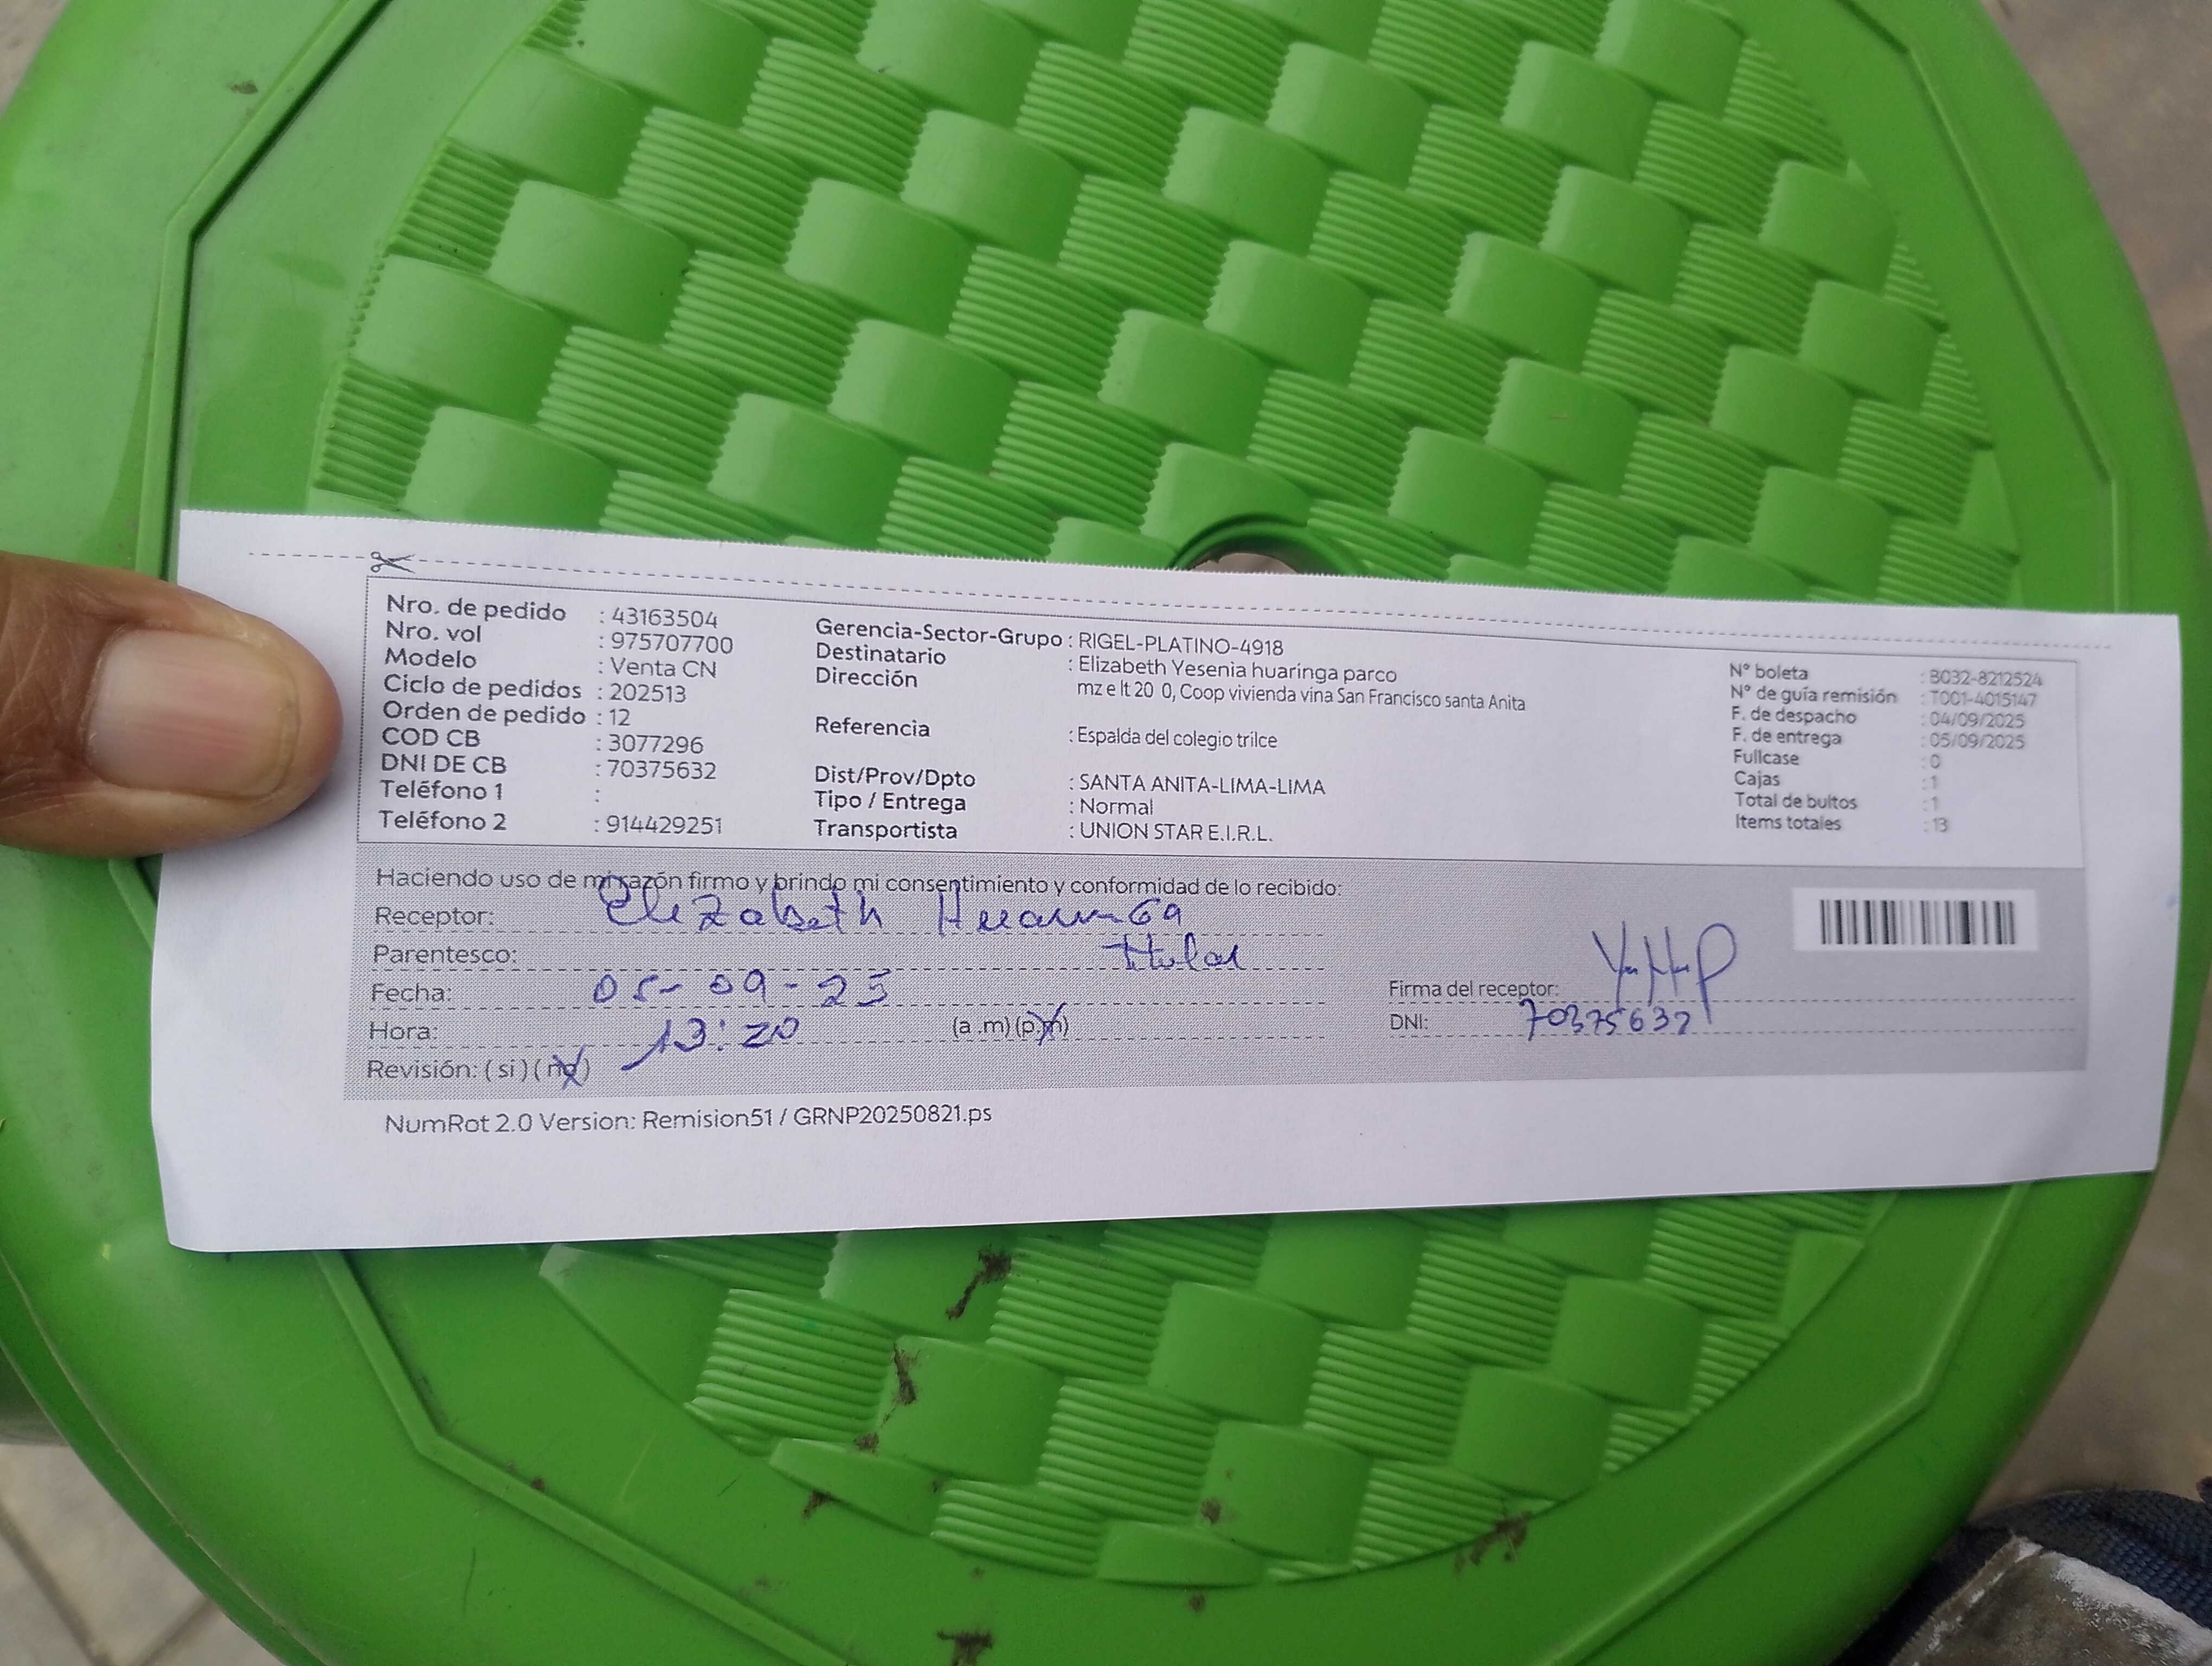 Nro. de pedido : 43163504
Nro. vol : 975707700
Modelo : Venta CN
Ciclo de pedidos : 202513
Orden de pedido : 12
COD CB : 3077296
DNI DE CB : 70375632
Teléfono 1 :
Teléfono 2 : 914429251
Gerencia-Sector-Grupo : RIGEL-PLATINO-4918
Destinatario : Elizabeth Yesenia huaringa parco
Dirección mz e lt 20 0, Coop vivienda vina San Francisco santa Anita
Referencia : Espalda del colegio trilce
Dist/Prov/Dpto : SANTA ANITA-LIMA-LIMA
Tipo / Entrega : Normal
Transportista : UNION STAR E.I.R.L.
N° boleta : B032-8212524
N° de guía remisión : T001-4015147
F. de despacho : 04/09/2025
F. de entrega : 05/09/2025
Fullcase : 0
Cajas : 1
Total de bultos : 1
Items totales : 13
Haciendo uso de mi razón firmo y brindo mi consentimiento y conformidad de lo recibido:
Receptor: Elizabeth Huaringa
Parentesco: titular
Fecha: 05-09-25
Hora: 13:20 (a .m) (p.m)
Revisión: ( si ) ( no )
Firma del receptor: YHP
DNI: 70375632
NumRot 2.0 Version: Remision51 / GRNP20250821.ps